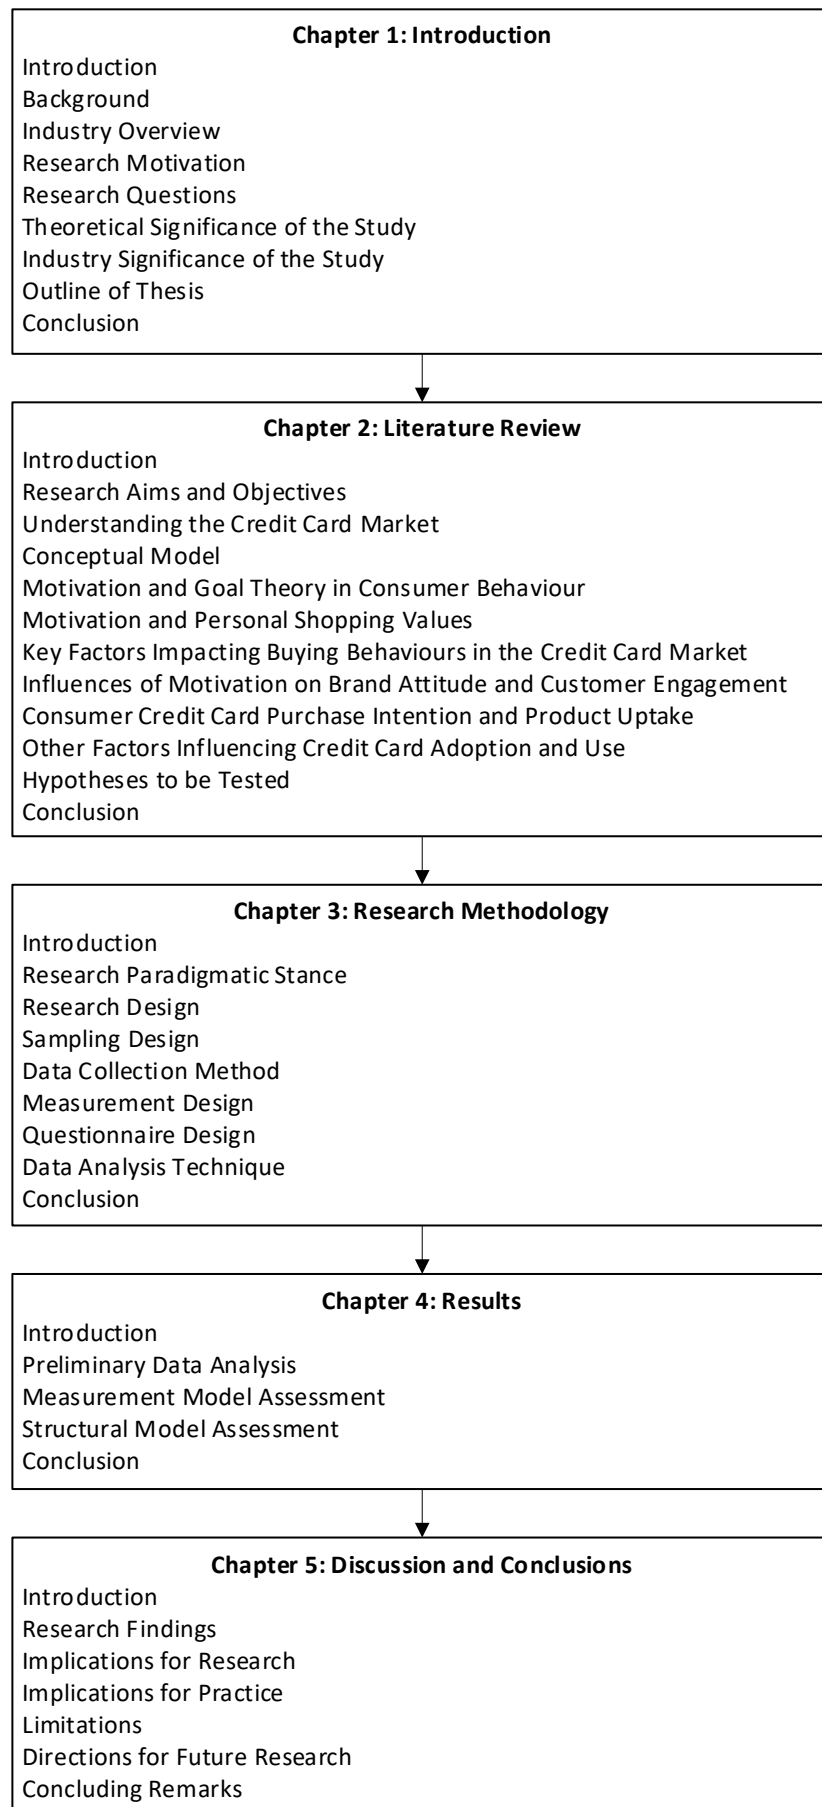 Chapter 1: Introduction
Introduction
Background
Industry Overview
Research Motivation
Research Questions
Theoretical Significance of the Study
Industry Significance of the Study
Outline of Thesis
Conclusion
Chapter 2: Literature Review
Introduction
Research Aims and Objectives
Understanding the Credit Card Market
Conceptual Model
Motivation and Goal Theory in Consumer Behaviour
Motivation and Personal Shopping Values
Key Factors Impacting Buying Behaviours in the Credit Card Market
Influences of Motivation on Brand Attitude and Customer Engagement
Consumer Credit Card Purchase Intention and Product Uptake
Other Factors Influencing Credit Card Adoption and Use
Hypotheses to be Tested
Conclusion
Chapter 3: Research Methodology
Introduction
Research Paradigmatic Stance
Research Design
Sampling Design
Data Collection Method
Measurement Design
Questionnaire Design
Data Analysis Technique
Conclusion
Chapter 4: Results
Introduction
Preliminary Data Analysis
Measurement Model Assessment
Structural Model Assessment
Conclusion
Chapter 5: Discussion and Conclusions
Introduction
Research Findings
Implications for Research
Implications for Practice
Limitations
Directions for Future Research
Concluding Remarks